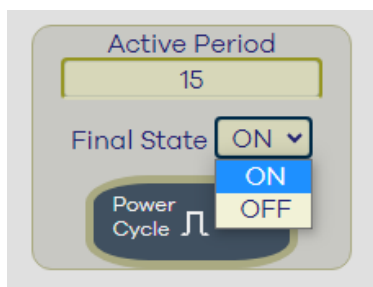 Active Period
15
Final State ON
ON
OFF
Power
Cycle